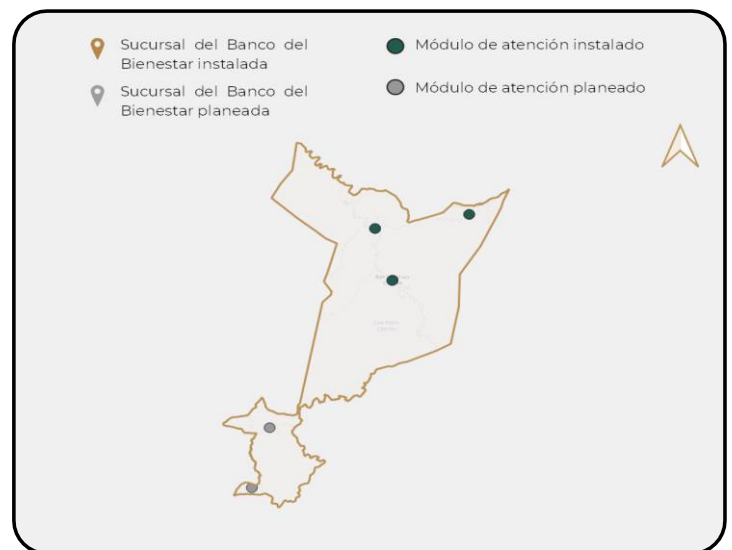 Sucursal del Banco del
Bienestar instalada
Sucursal del Banco del
Bienestar planeada
Módulo de atención instalado
Módulo de atención planeado